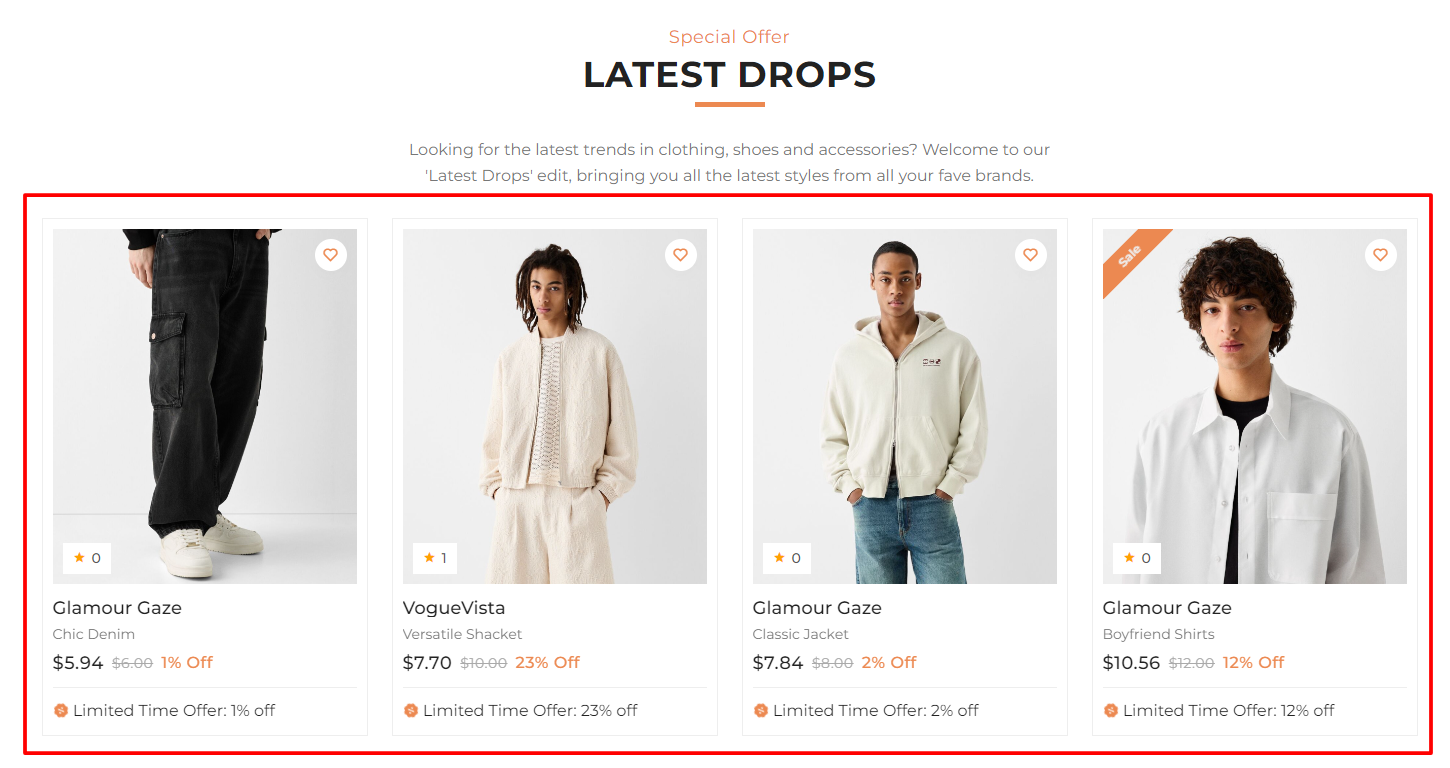 Special Offer
LATEST DROPS
Looking for the latest trends in clothing, shoes and accessories? Welcome to our
'Latest Drops' edit, bringing you all the latest styles from all your fave brands.
0
Glamour Gaze
Chic Denim
$5.94 $6.00 1% Off
Limited Time Offer: 1% off
1
VogueVista
Versatile Shacket
$7.70 $10.00 23% Off
Limited Time Offer: 23% off
0
Glamour Gaze
Classic Jacket
$7.84 $8.00 2% Off
Limited Time Offer: 2% off
Sale
0
Glamour Gaze
Boyfriend Shirts
$10.56 $12.00 12% Off
Limited Time Offer: 12% off